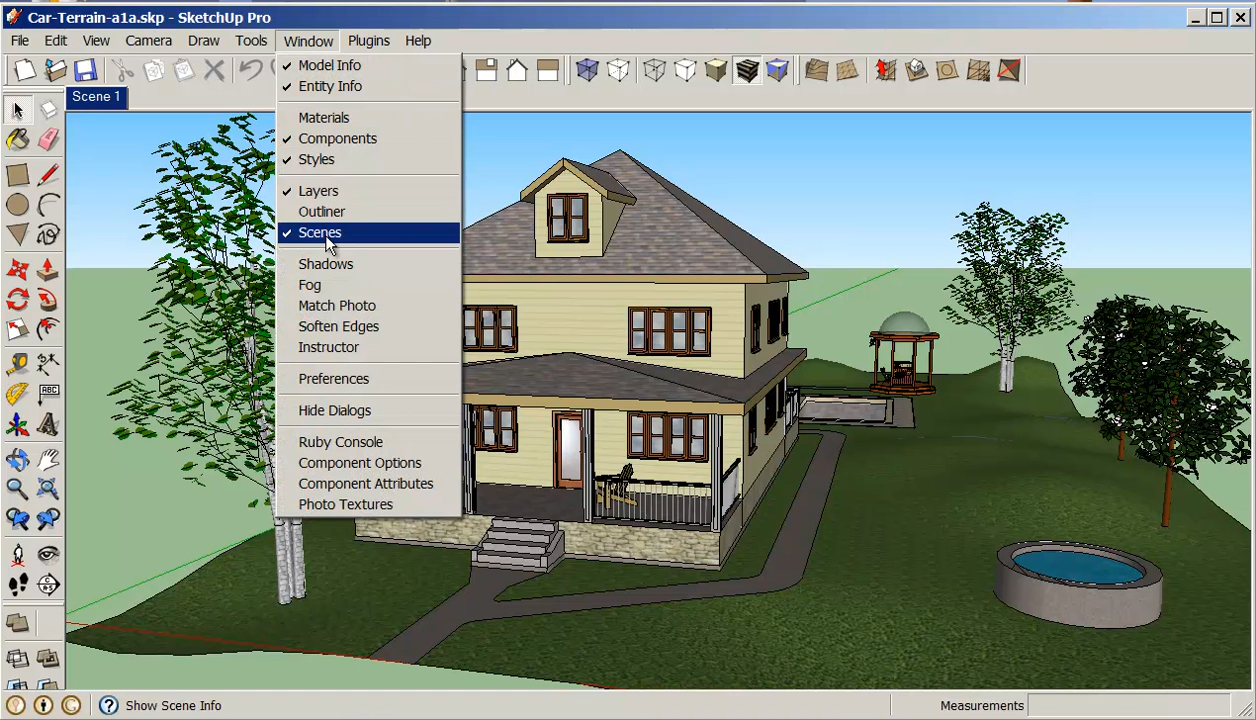 Car-Terrain-a1a.skp - SketchUp Pro
File Edit View Camera Draw Tools Window Plugins Help
Scene 1
✓ Model Info
✓ Entity Info
Materials
✓ Components
✓ Styles
✓ Layers
Outliner
✓ Scenes
Shadows
Fog
Match Photo
Soften Edges
Instructor
Preferences
Hide Dialogs
Ruby Console
Component Options
Component Attributes
Photo Textures
ABC
Show Scene Info Measurements